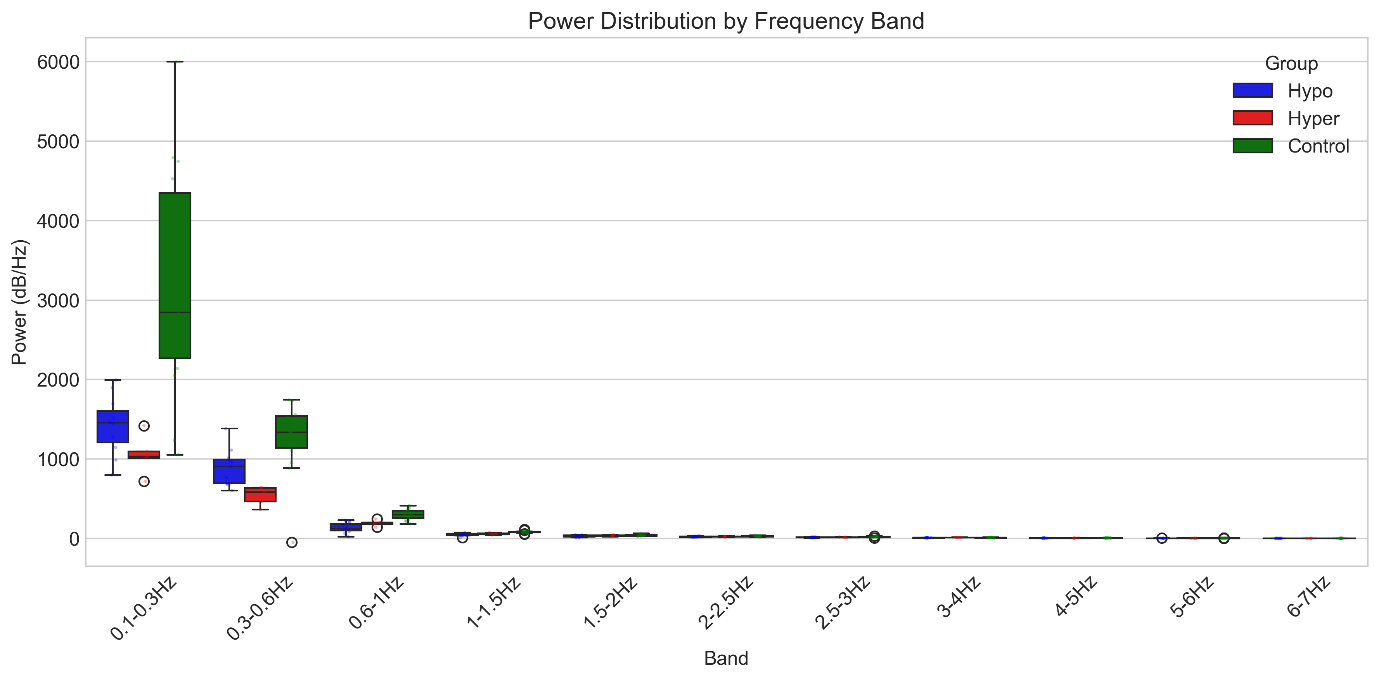 Power Distribution by Frequency Band
Power (dB/Hz)
6000
5000
4000
3000
2000
1000
0
Group
Hypo
Hyper
Control
0.1-0.3Hz
0.3-0.6Hz
0.6-1Hz
1-1.5Hz
1.5-2Hz
2-2.5Hz
2.5-3Hz
3-4Hz
4-5Hz
5-6Hz
6-7Hz
Band